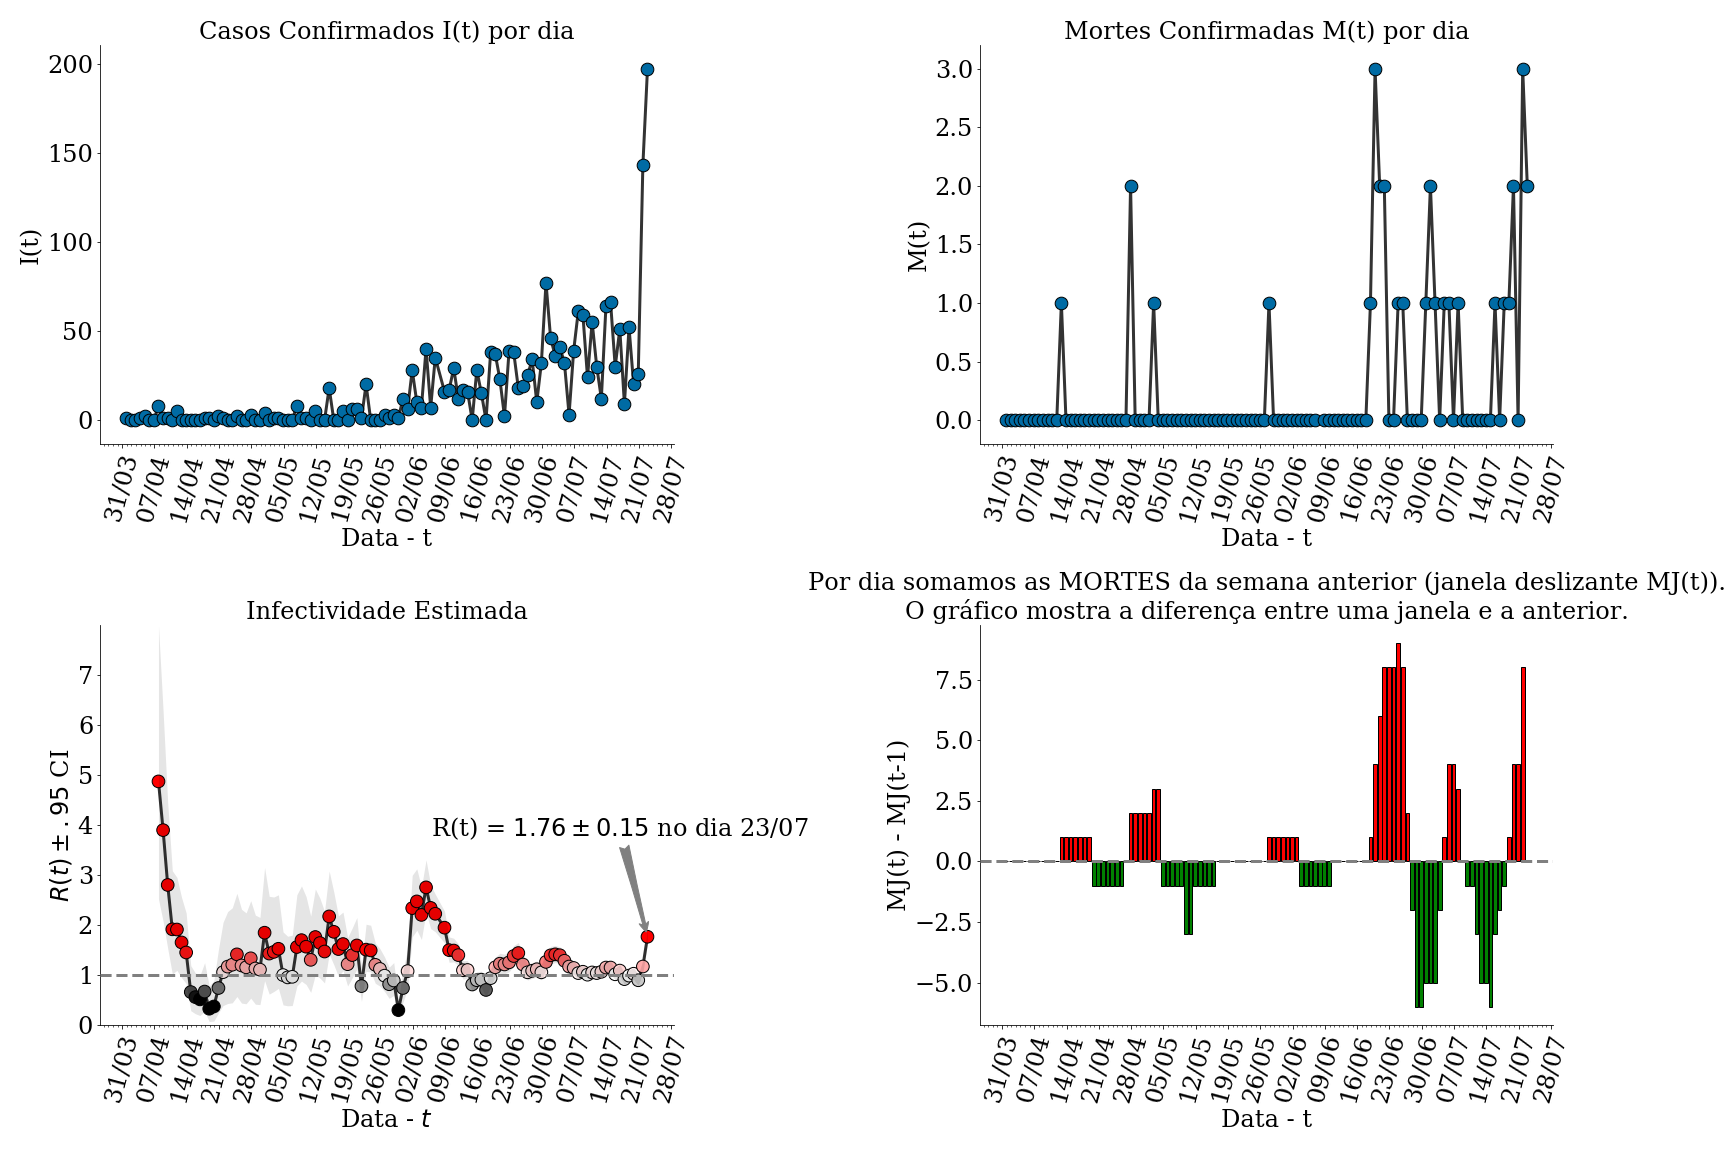 Casos Confirmados I(t) por dia
I(t)
200
150
100
50
0
31/03 07/04 14/04 21/04 28/04 05/05 12/05 19/05 26/05 02/06 09/06 16/06 23/06 30/06 07/07 14/07 21/07 28/07
Data - t
Mortes Confirmadas M(t) por dia
M(t)
3.0
2.5
2.0
1.5
1.0
0.5
0.0
31/03 07/04 14/04 21/04 28/04 05/05 12/05 19/05 26/05 02/06 09/06 16/06 23/06 30/06 07/07 14/07 21/07 28/07
Data - t
Infectividade Estimada
R(t) ± .95 CI
7
6
5
4
3
2
1
0
R(t) = 1.76 ± 0.15 no dia 23/07
31/03 07/04 14/04 21/04 28/04 05/05 12/05 19/05 26/05 02/06 09/06 16/06 23/06 30/06 07/07 14/07 21/07 28/07
Data - t
Por dia somamos as MORTES da semana anterior (janela deslizante MJ(t)).
O gráfico mostra a diferença entre uma janela e a anterior.
MJ(t) - MJ(t-1)
7.5
5.0
2.5
0.0
−2.5
−5.0
31/03 07/04 14/04 21/04 28/04 05/05 12/05 19/05 26/05 02/06 09/06 16/06 23/06 30/06 07/07 14/07 21/07 28/07
Data - t